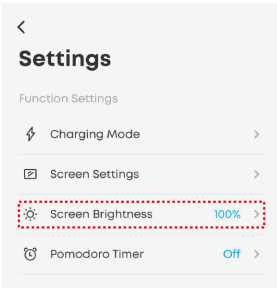 Settings
Function Settings
Charging Mode
Screen Settings
Screen Brightness 100%
Pomodoro Timer Off